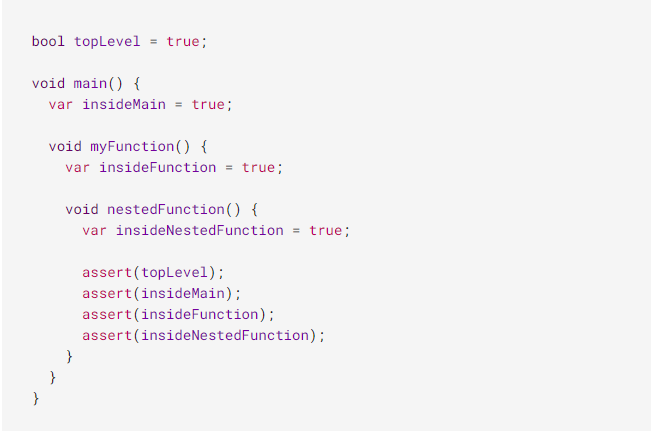 bool topLevel = true;

void main() {
  var insideMain = true;

  void myFunction() {
    var insideFunction = true;

    void nestedFunction() {
      var insideNestedFunction = true;

      assert(topLevel);
      assert(insideMain);
      assert(insideFunction);
      assert(insideNestedFunction);
    }
  }
}